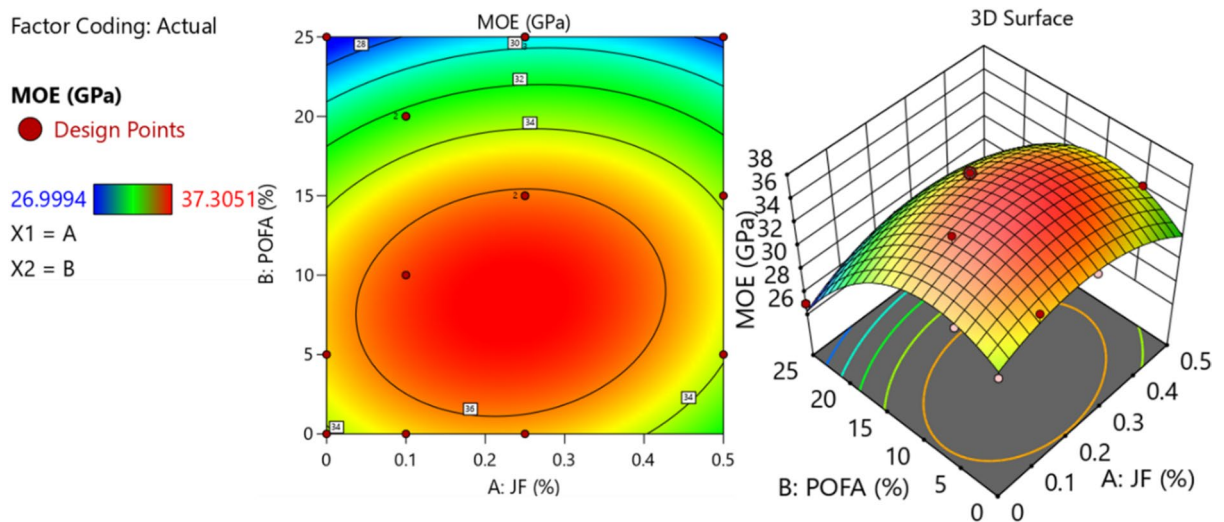 Factor Coding: Actual
MOE (GPa)
Design Points
26.9994 37.3051
X1 = A
X2 = B
MOE (GPa)
B: POFA (%)
25
20
15
10
5
0
28
30
32
2
34
2
36
34
34
0 0.1 0.2 0.3 0.4 0.5
A: JF (%)
3D Surface
MOE (GPa)
38
36
34
32
30
28
26
25
20
15
10
5
0
B: POFA (%)
0
0.1
0.2
0.3
0.4
0.5
A: JF (%)